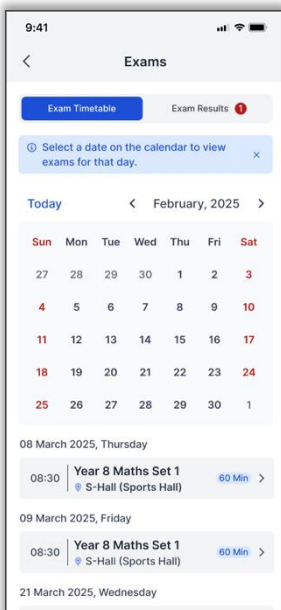 9:41
Exams
Exam Timetable Exam Results 1
Select a date on the calendar to view
exams for that day.
Today < February, 2025 >
Sun Mon Tue Wed Thu Fri Sat
27 28 29 30 1 2 3
4 5 6 7 8 9 10
11 12 13 14 15 16 17
18 19 20 21 22 23 24
25 26 27 28 29 30 1
08 March 2025, Thursday
08:30 Year 8 Maths Set 1 60 Min
S-Hall (Sports Hall)
09 March 2025, Friday
08:30 Year 8 Maths Set 1 60 Min
S-Hall (Sports Hall)
21 March 2025, Wednesday